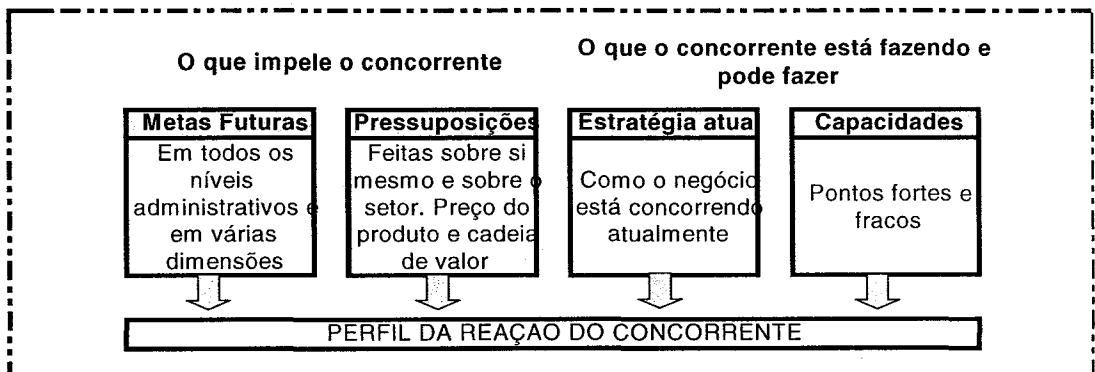 O que impele o concorrente
O que o concorrente está fazendo e
pode fazer
Metas Futuras
Em todos os
níveis
administrativos e
em várias
dimensões
Pressuposições
Feitas sobre si
mesmo e sobre o
setor. Preço do
produto e cadeia
de valor
Estratégia atua
Como o negócio
está concorrendo
atualmente
Capacidades
Pontos fortes e
fracos
PERFIL DA REAÇAO DO CONCORRENTE